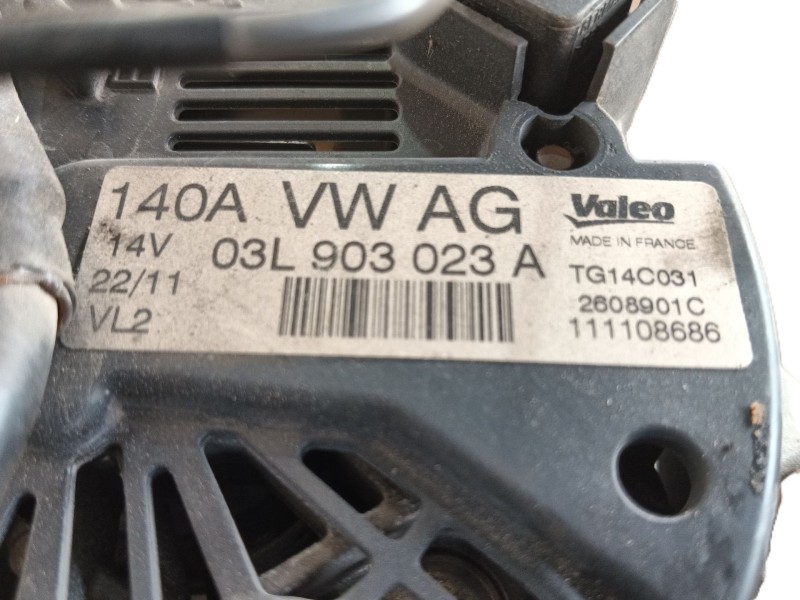 140A VW AG Valeo
14V 03L 903 023 A MADE IN FRANCE
22/11 TG14C031
VL2 2608901C
111108686